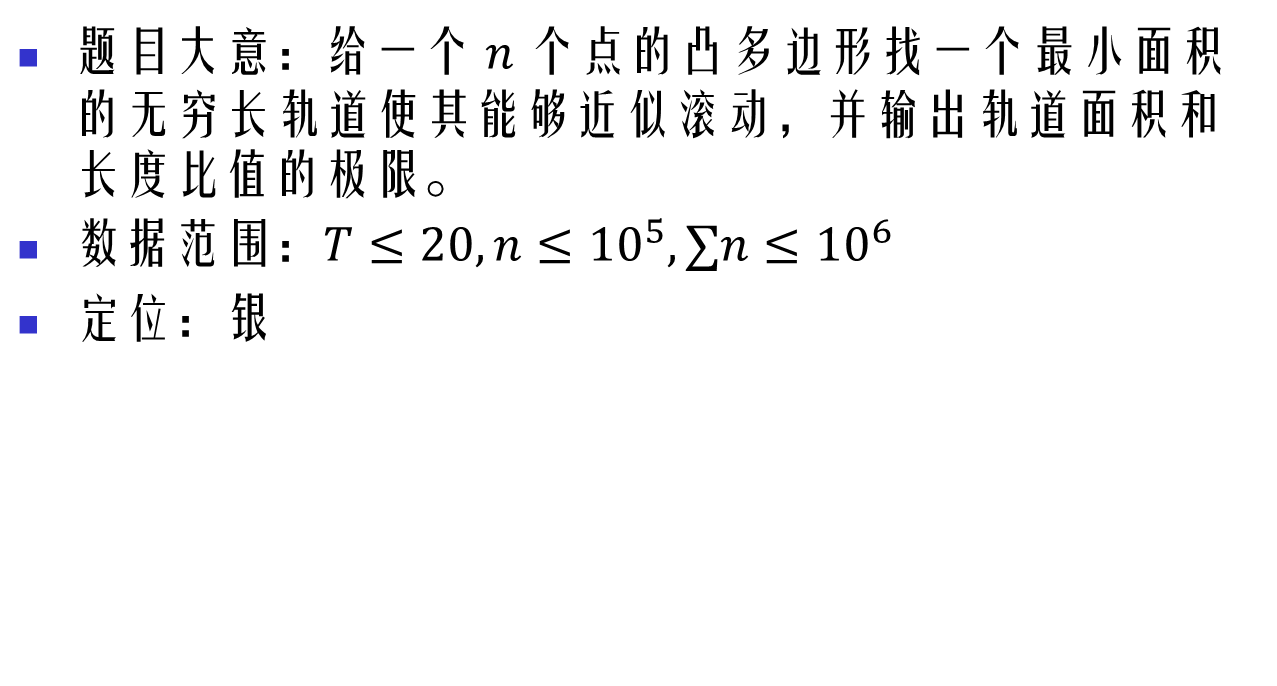 题目大意：给一个 n 个点的凸多边形找一个最小面积
的无穷长轨道使其能够近似滚动，并输出轨道面积和
长度比值的极限。
数据范围：T ≤ 20, n ≤ 10⁵, ∑n ≤ 10⁶
定位：银